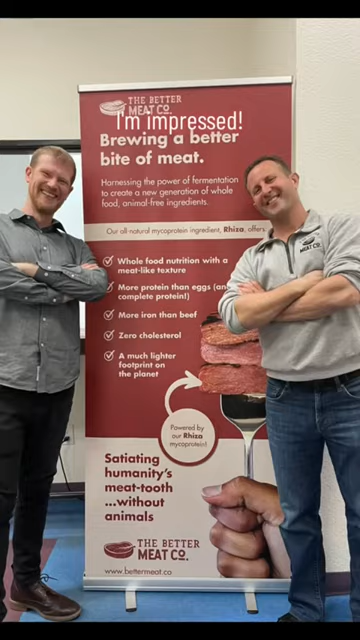 THE BETTER
MEAT CO.
I'm impressed!
Brewing a better
bite of meat.
Harnessing the power of fermentation
to create a new generation of whole
food, animal-free ingredients.
Our all-natural mycoprotein ingredient, Rhiza, offers
Whole food nutrition with a
meat-like texture
More protein than eggs (and
complete protein!)
More iron than beef
Zero cholesterol
A much lighter
footprint on
the planet
Powered by
our Rhiza
mycoprotein!
Satiating
humanity's
meat-tooth
...without
animals
THE BETTER
MEAT CO.
www.bettermeat.co
MEAT CO.